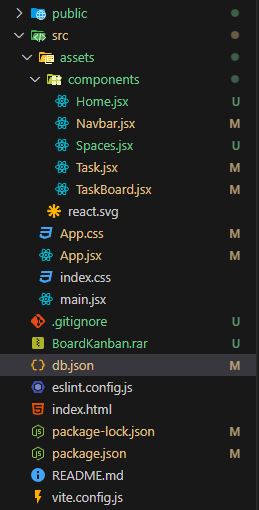 public
src
assets
components
Home.jsx U
Navbar.jsx M
Spaces.jsx U
Task.jsx M
TaskBoard.jsx M
react.svg
App.css M
App.jsx M
index.css
main.jsx
.gitignore U
BoardKanban.rar U
db.json M
eslint.config.js
index.html
package-lock.json M
package.json M
README.md
vite.config.js